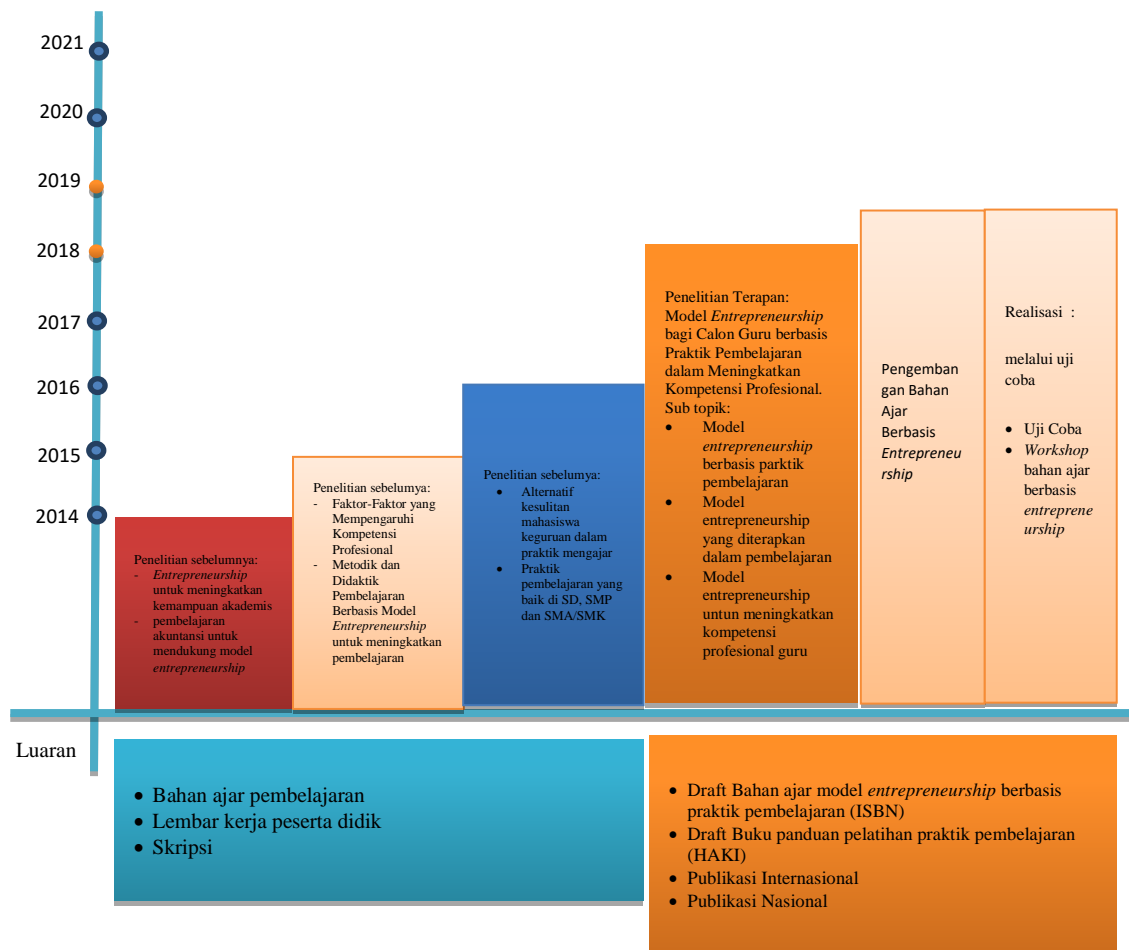 2021
2020
2019
2018
2017
2016
2015
2014
Penelitian sebelumnya:
- Entrepreneurship
untuk meningkatkan
kemampuan akademis
- pembelajaran
akuntansi untuk
mendukung model
entrepreneurship
Penelitian sebelumya:
- Faktor-Faktor yang
Mempengaruhi
Kompetensi
Profesional
- Metodik dan
Didaktik
Pembelajaran
Berbasis Model
Entrepreneurship
untuk meningkatkan
pembelajaran
Penelitian sebelumya:
• Alternatif
kesulitan
mahasiswa
keguruan dalam
praktik mengajar
• Praktik
pembelajaran yang
baik di SD, SMP
dan SMA/SMK
Penelitian Terapan:
Model Entrepreneurship
bagi Calon Guru berbasis
Praktik Pembelajaran
dalam Meningkatkan
Kompetensi Profesional.
Sub topik:
• Model
entrepreneurship
berbasis parktik
pembelajaran
• Model
entrepreneurship
yang diterapkan
dalam pembelajaran
• Model
entrepreneurship
untun meningkatkan
kompetensi
profesional guru
Pengemban
gan Bahan
Ajar
Berbasis
Entrepreneu
rship
Realisasi :
melalui uji
coba
• Uji Coba
• Workshop
bahan ajar
berbasis
entreprene
urship
Luaran
• Bahan ajar pembelajaran
• Lembar kerja peserta didik
• Skripsi
• Draft Bahan ajar model entrepreneurship berbasis
praktik pembelajaran (ISBN)
• Draft Buku panduan pelatihan praktik pembelajaran
(HAKI)
• Publikasi Internasional
• Publikasi Nasional